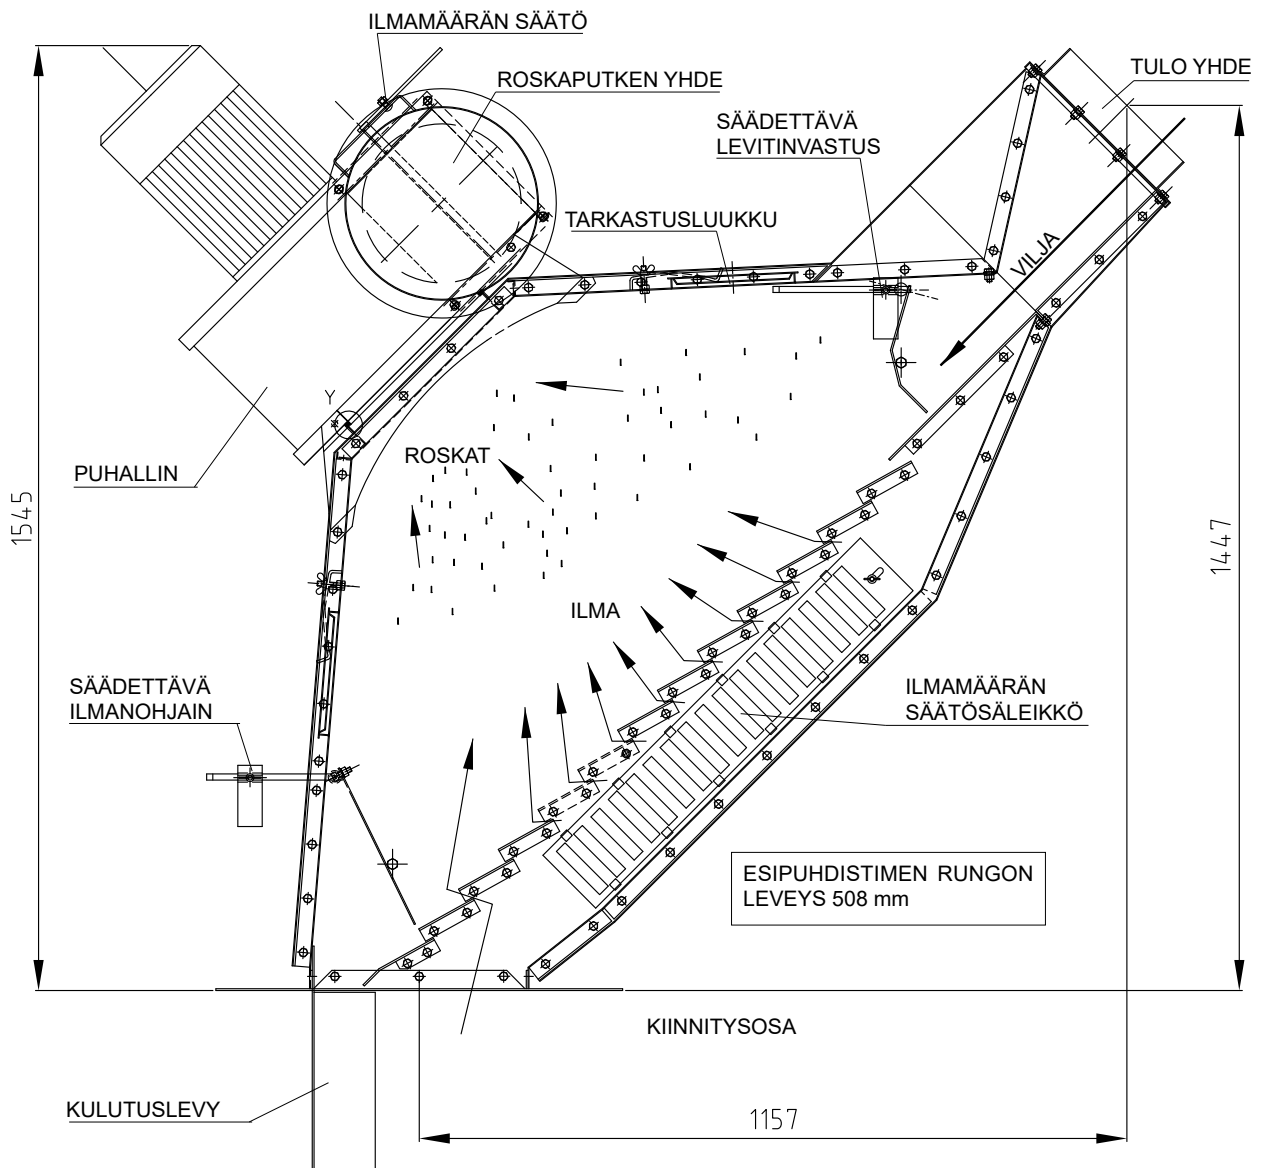 ILMAMÄÄRÄN SÄÄTÖ
ROSKAPUTKEN YHDE
TULO YHDE
SÄÄDETTÄVÄ
LEVITINVASTUS
TARKASTUSLUUKKU
VILJA
Y
ROSKAT
PUHALLIN
1545
1447
ILMA
SÄÄDETTÄVÄ
ILMANOHJAIN
ILMAMÄÄRÄN
SÄÄTÖSÄLEIKKÖ
ESIPUHDISTIMEN RUNGON
LEVEYS 508 mm
KIINNITYSOSA
KULUTUSLEVY
1157